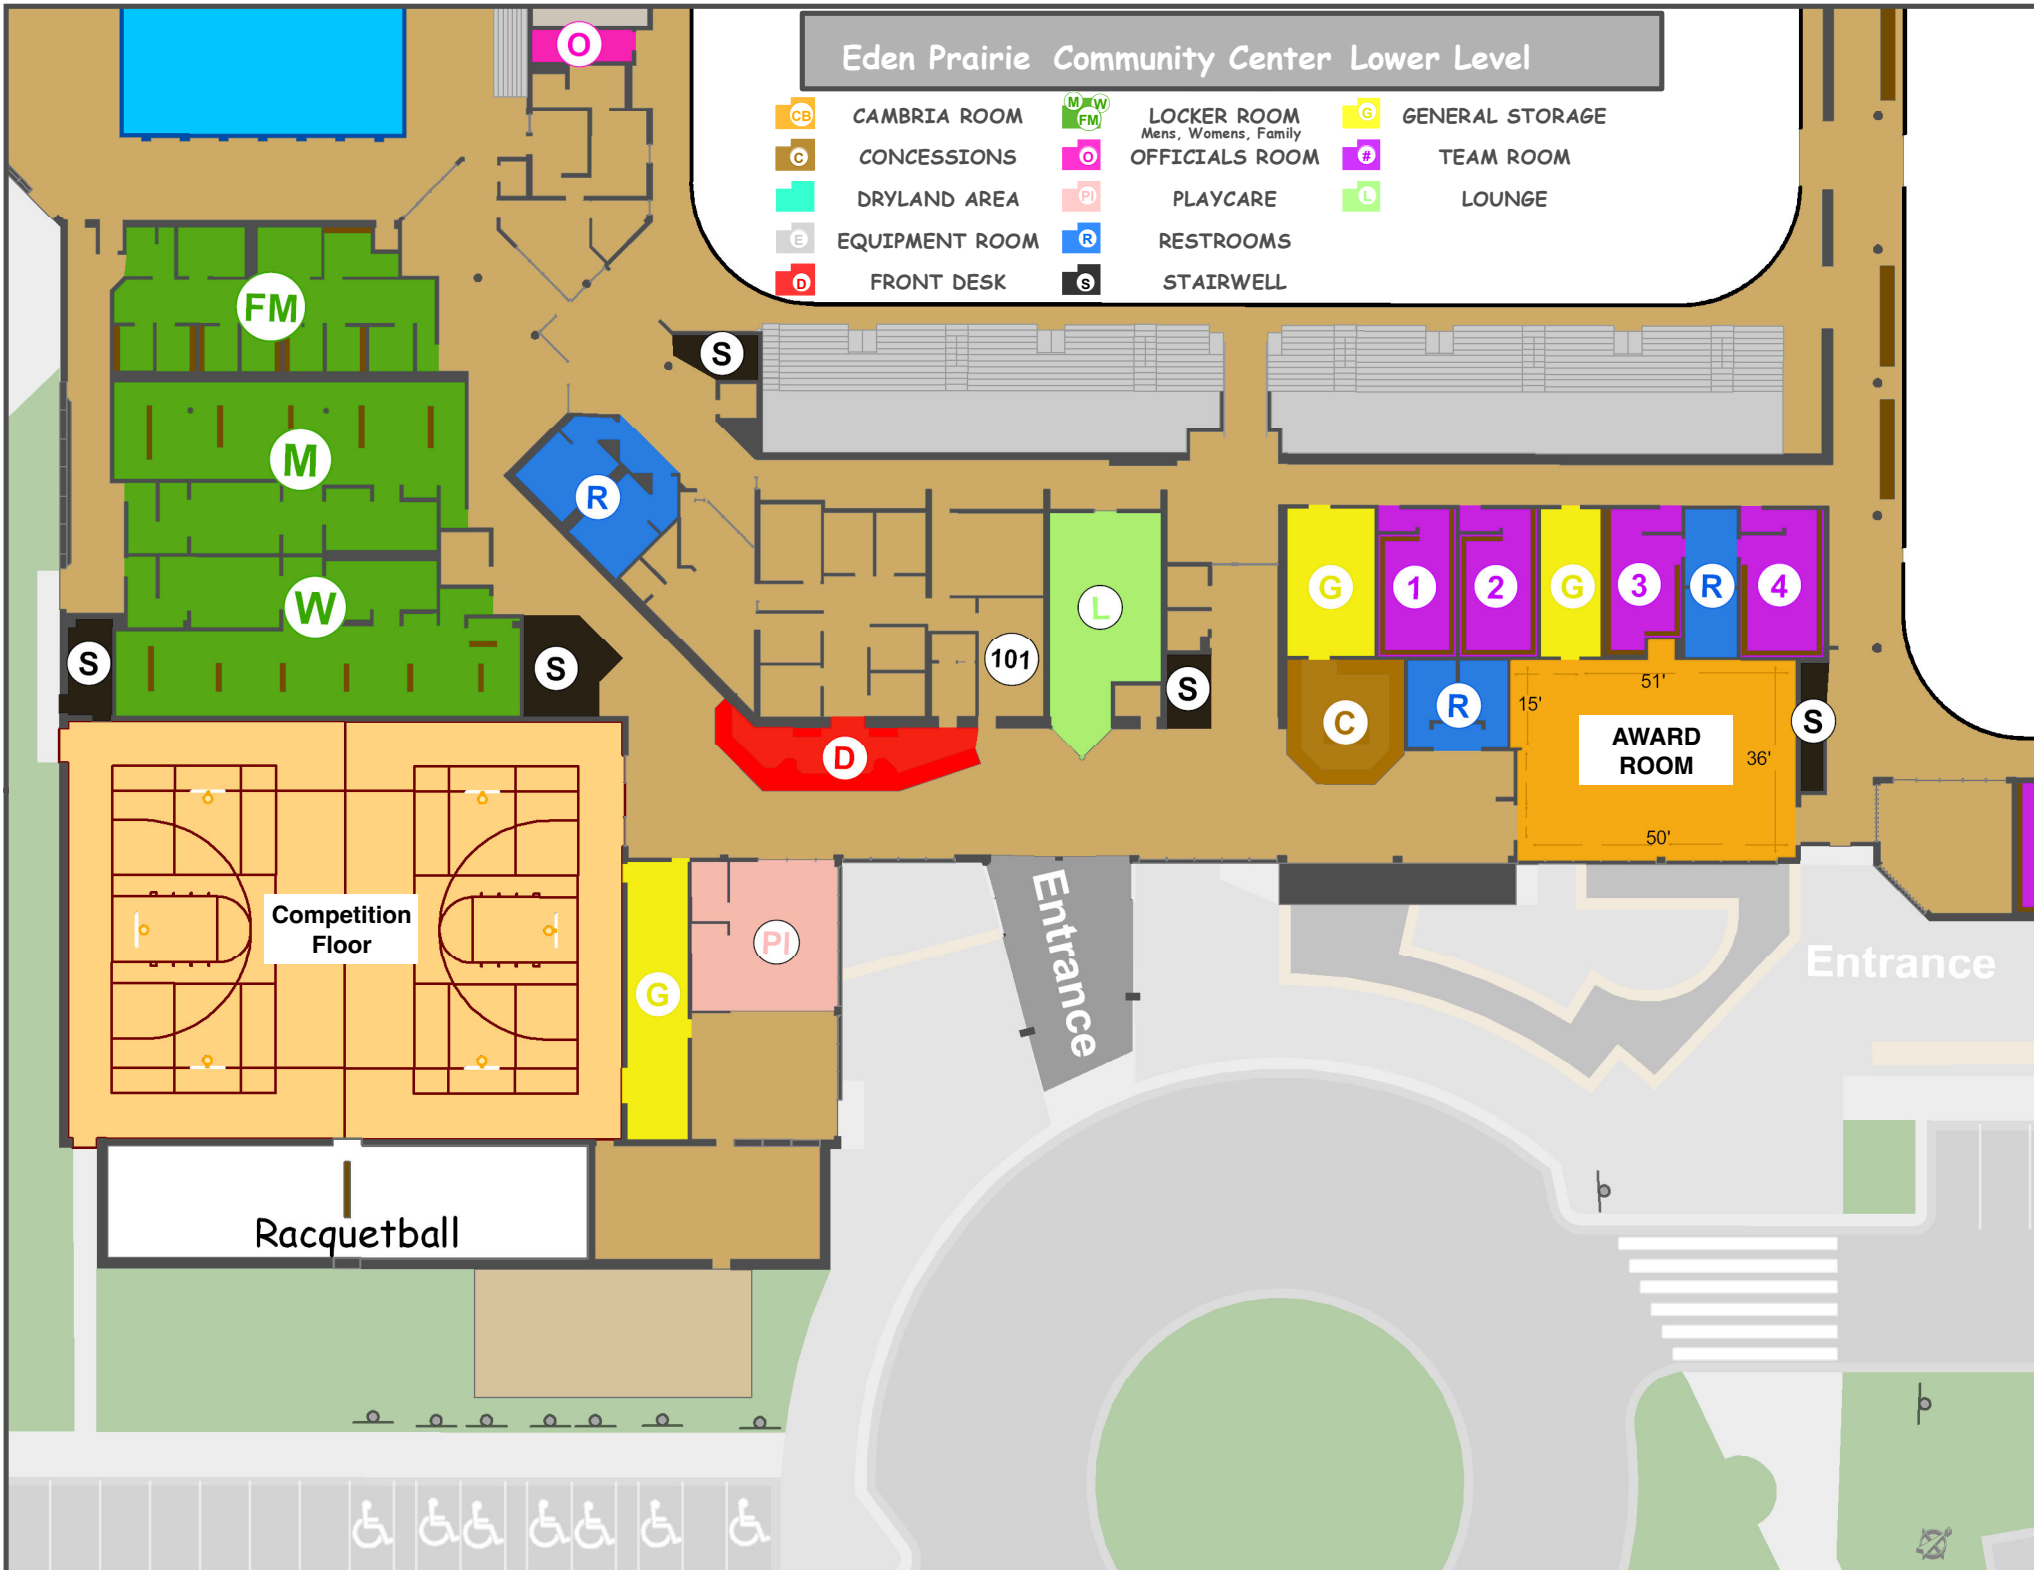 O
Eden Prairie Community Center Lower Level
CB CAMBRIA ROOM
C CONCESSIONS
DRYLAND AREA
E EQUIPMENT ROOM
D FRONT DESK
M W FM LOCKER ROOM
Mens, Womens, Family
O OFFICIALS ROOM
PI PLAYCARE
R RESTROOMS
S STAIRWELL
G GENERAL STORAGE
# TEAM ROOM
L LOUNGE
FM
S
M
R
W
L
G
1
2
G
3
R
4
S
S
101
S
51'
15'
R
C
D
AWARD
ROOM
36'
S
50'
Competition
Floor
PI
G
Entrance
Entrance
Racquetball